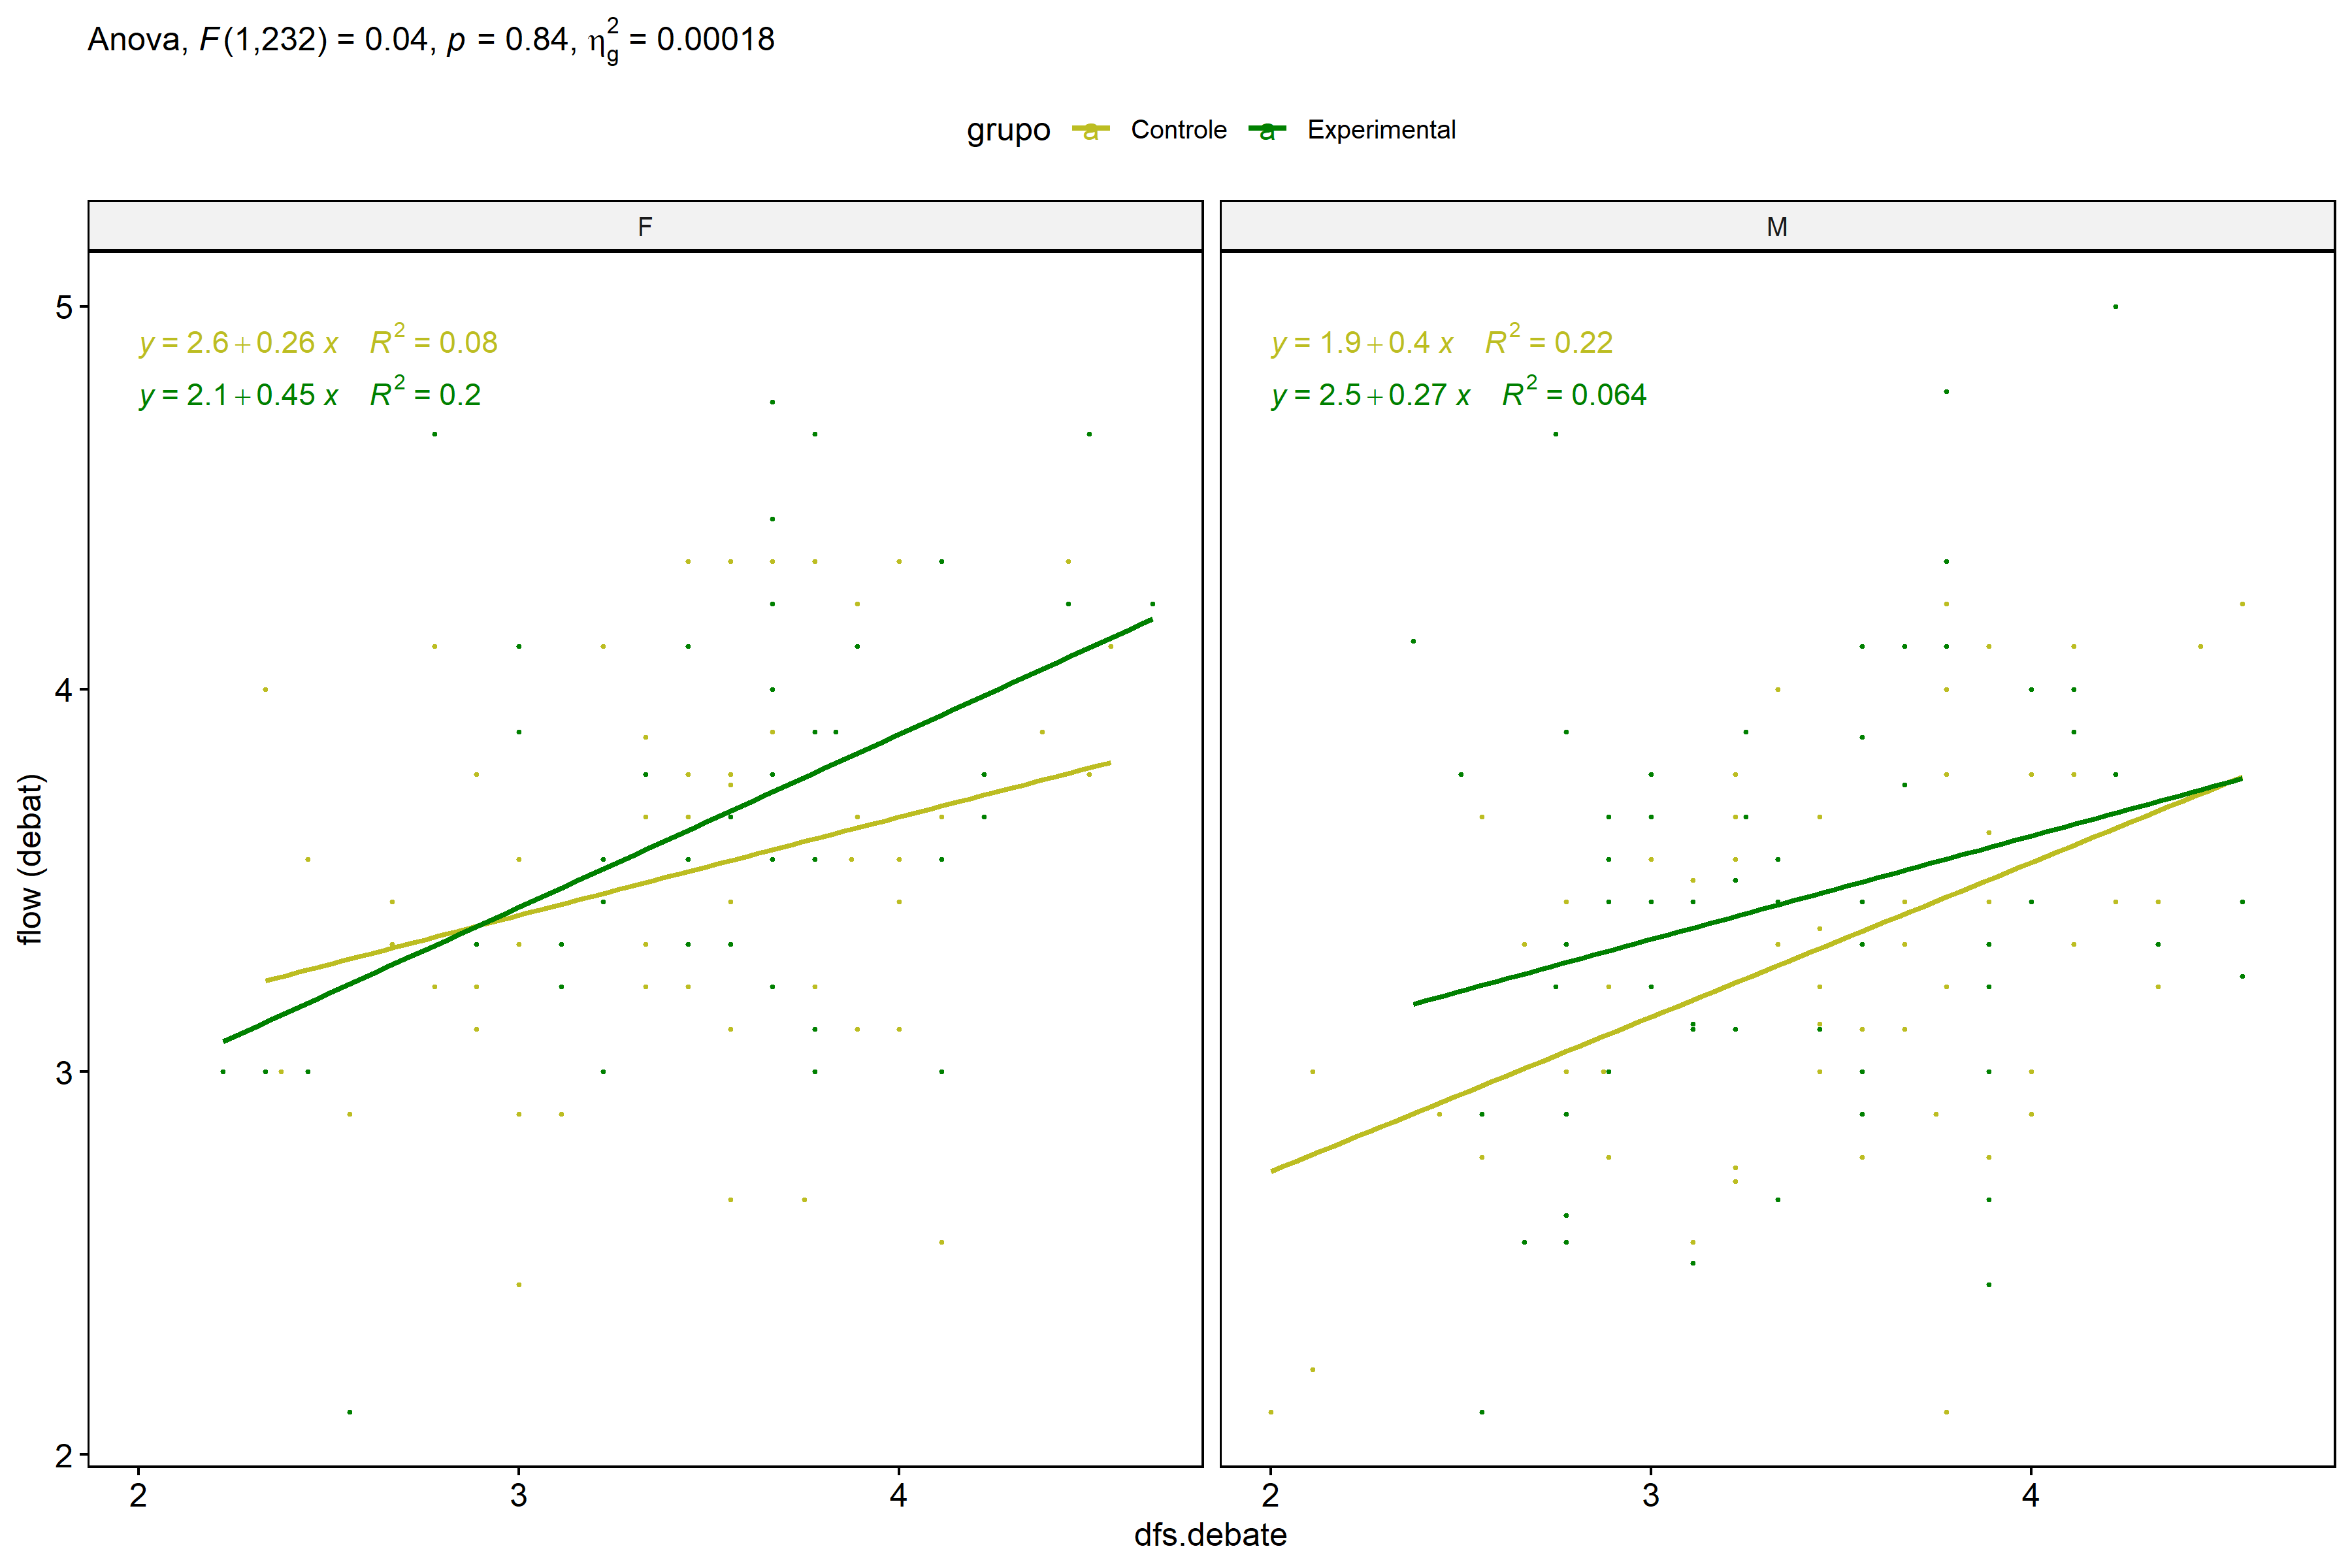 Anova, F(1,232) = 0.04, p = 0.84, η²g = 0.00018
grupo a Controle a Experimental
F
M
y = 2.6 + 0.26 x R² = 0.08
y = 2.1 + 0.45 x R² = 0.2
y = 1.9 + 0.4 x R² = 0.22
y = 2.5 + 0.27 x R² = 0.064
5
4
3
2
flow (debat)
2 3 4
2 3 4
dfs.debate